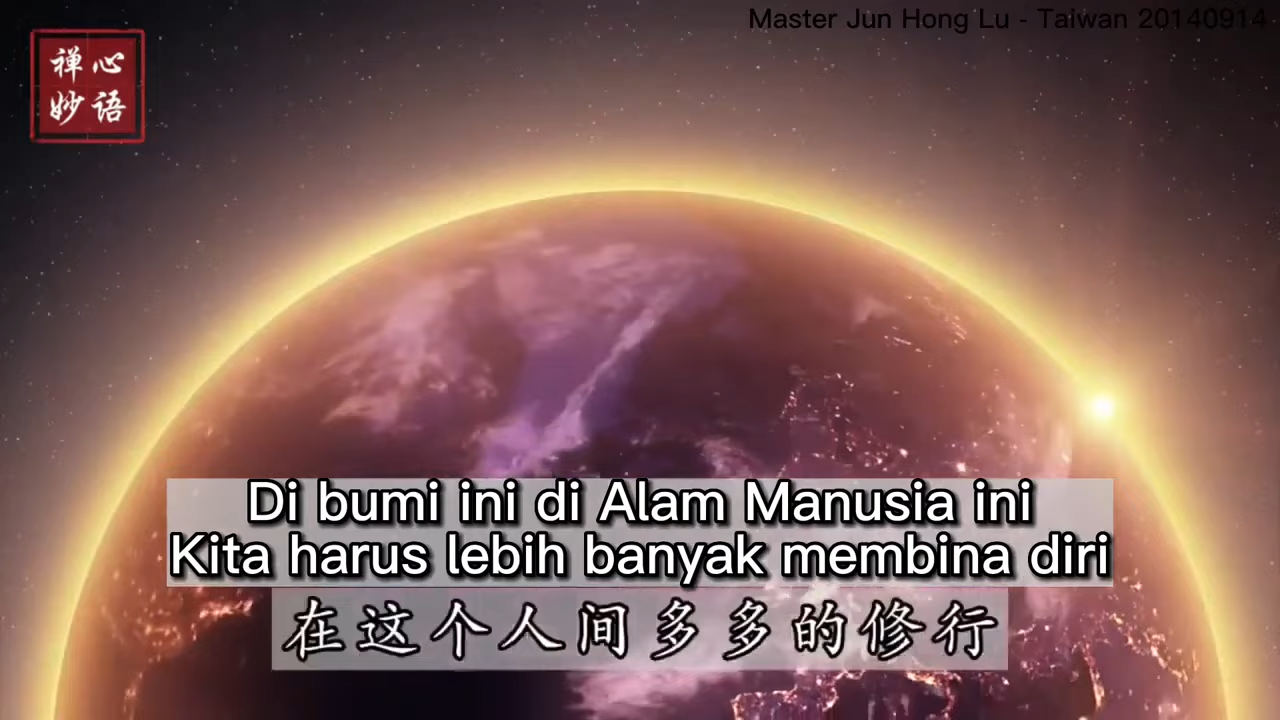 Master Jun Hong Lu - Taiwan 20140914
禅心
妙语
Di bumi ini di Alam Manusia ini
Kita harus lebih banyak membina diri
在这个人间多多的修行